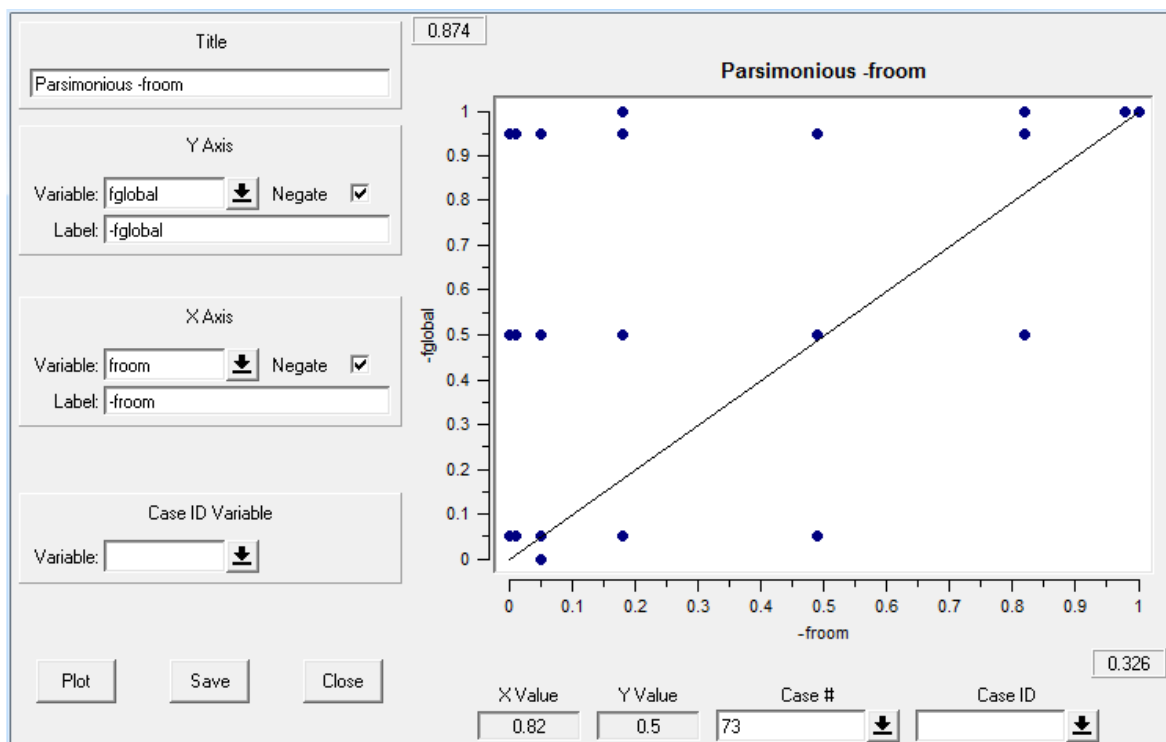 Title
Parsimonious -froom
Y Axis
Variable: fglobal Negate
Label: -fglobal
X Axis
Variable: froom Negate
Label: -froom
Case ID Variable
Variable:
Plot Save Close
0.874
Parsimonious -froom
1
0.9
0.8
0.7
0.6
0.5
0.4
0.3
0.2
0.1
0
-fglobal
0 0.1 0.2 0.3 0.4 0.5 0.6 0.7 0.8 0.9 1
-froom
0.326
X Value Y Value Case # Case ID
0.82 0.5 73